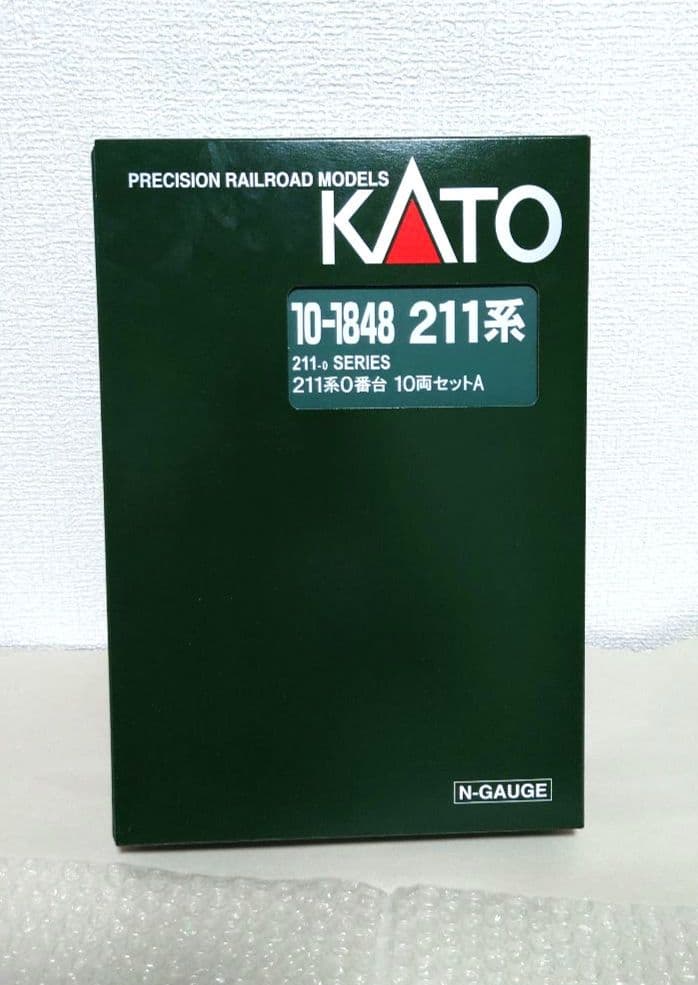 PRECISION RAILROAD MODELS
KATO
10-1848 211系
211-0 SERIES
211系0番台 10両セットA
N-GAUGE